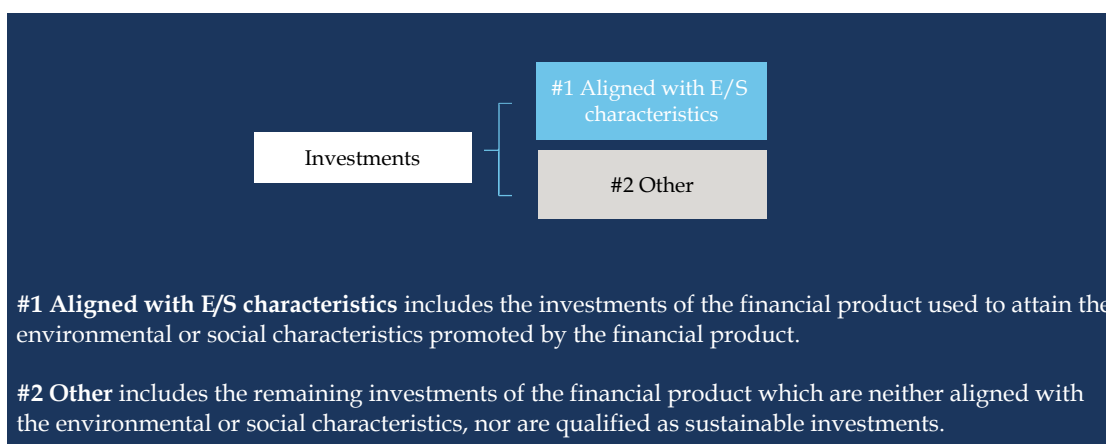 #1 Aligned with E/S
characteristics
Investments
#2 Other
#1 Aligned with E/S characteristics includes the investments of the financial product used to attain the
environmental or social characteristics promoted by the financial product.
#2 Other includes the remaining investments of the financial product which are neither aligned with
the environmental or social characteristics, nor are qualified as sustainable investments.